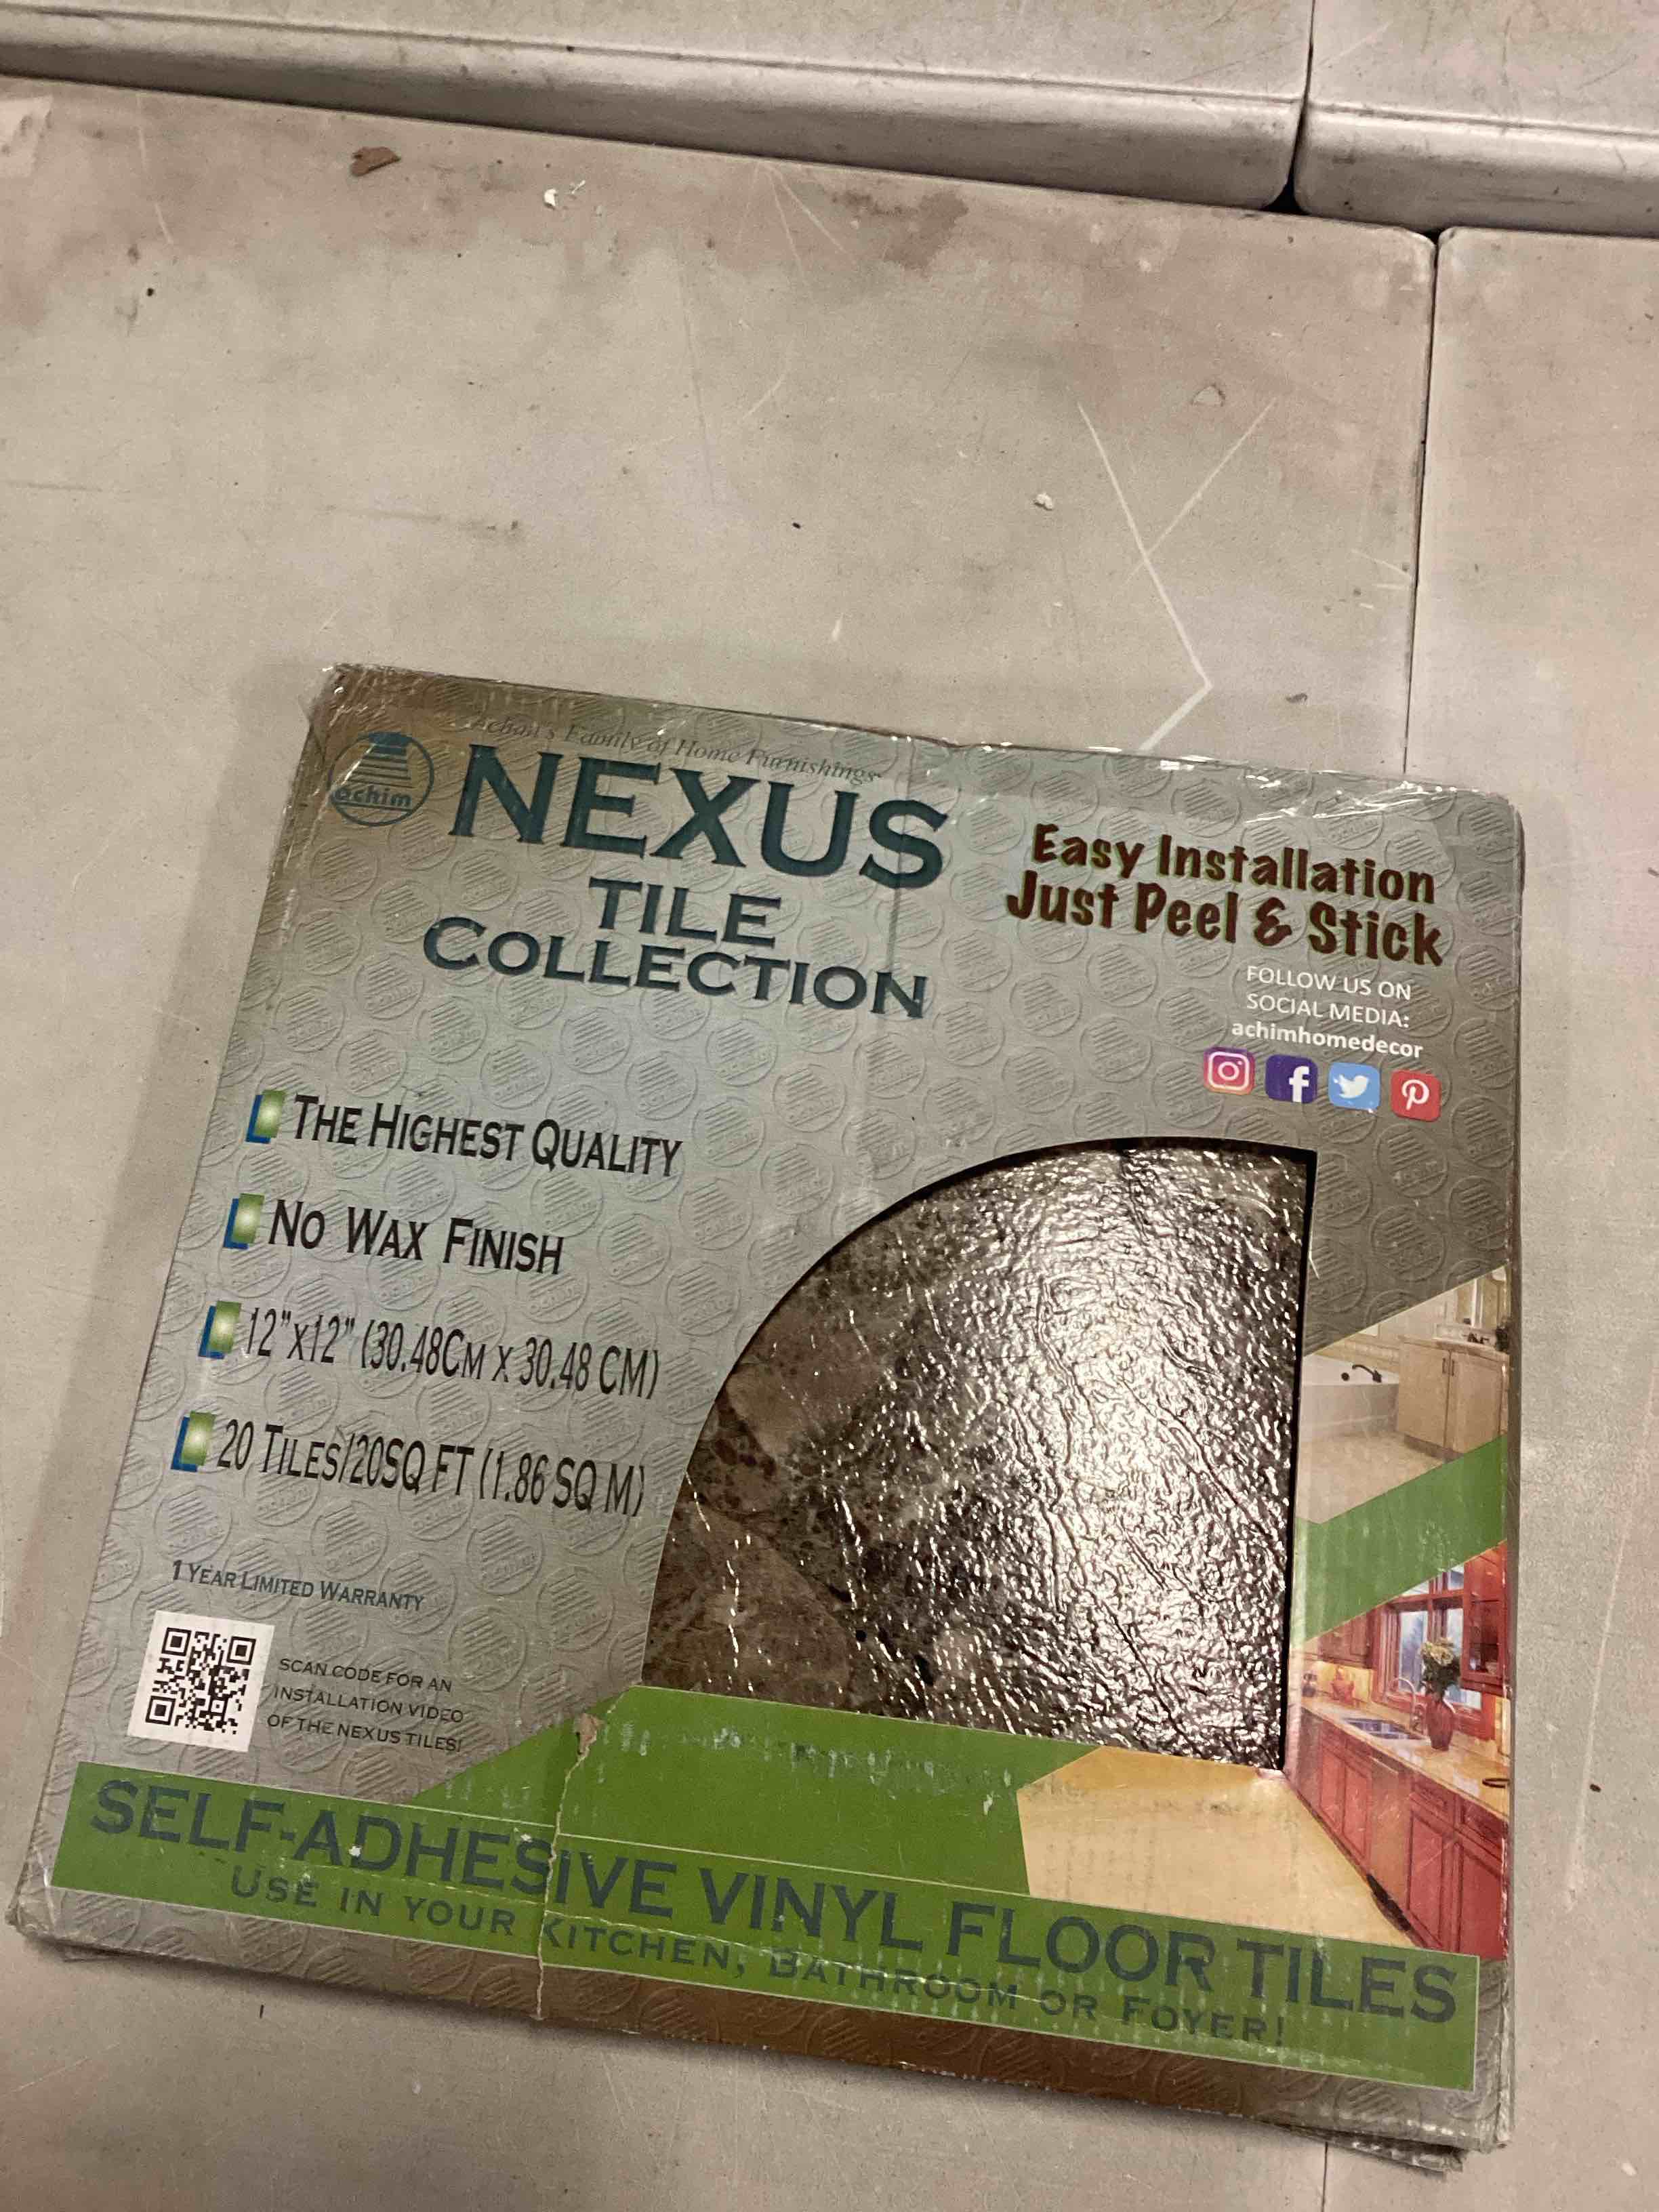 Achim's Family of Home Furnishings
achim
NEXUS
TILE
COLLECTION
Easy Installation
Just Peel & Stick
FOLLOW US ON
SOCIAL MEDIA:
achimhomedecor
THE HIGHEST QUALITY
NO WAX FINISH
12"x12" (30.48CM X 30.48 CM)
20 TILES/20SQ FT (1.86 SQ M)
1 YEAR LIMITED WARRANTY
SCAN CODE FOR AN
INSTALLATION VIDEO
OF THE NEXUS TILES!
SELF-ADHESIVE VINYL FLOOR TILES
USE IN YOUR KITCHEN, BATHROOM OR FOYER!